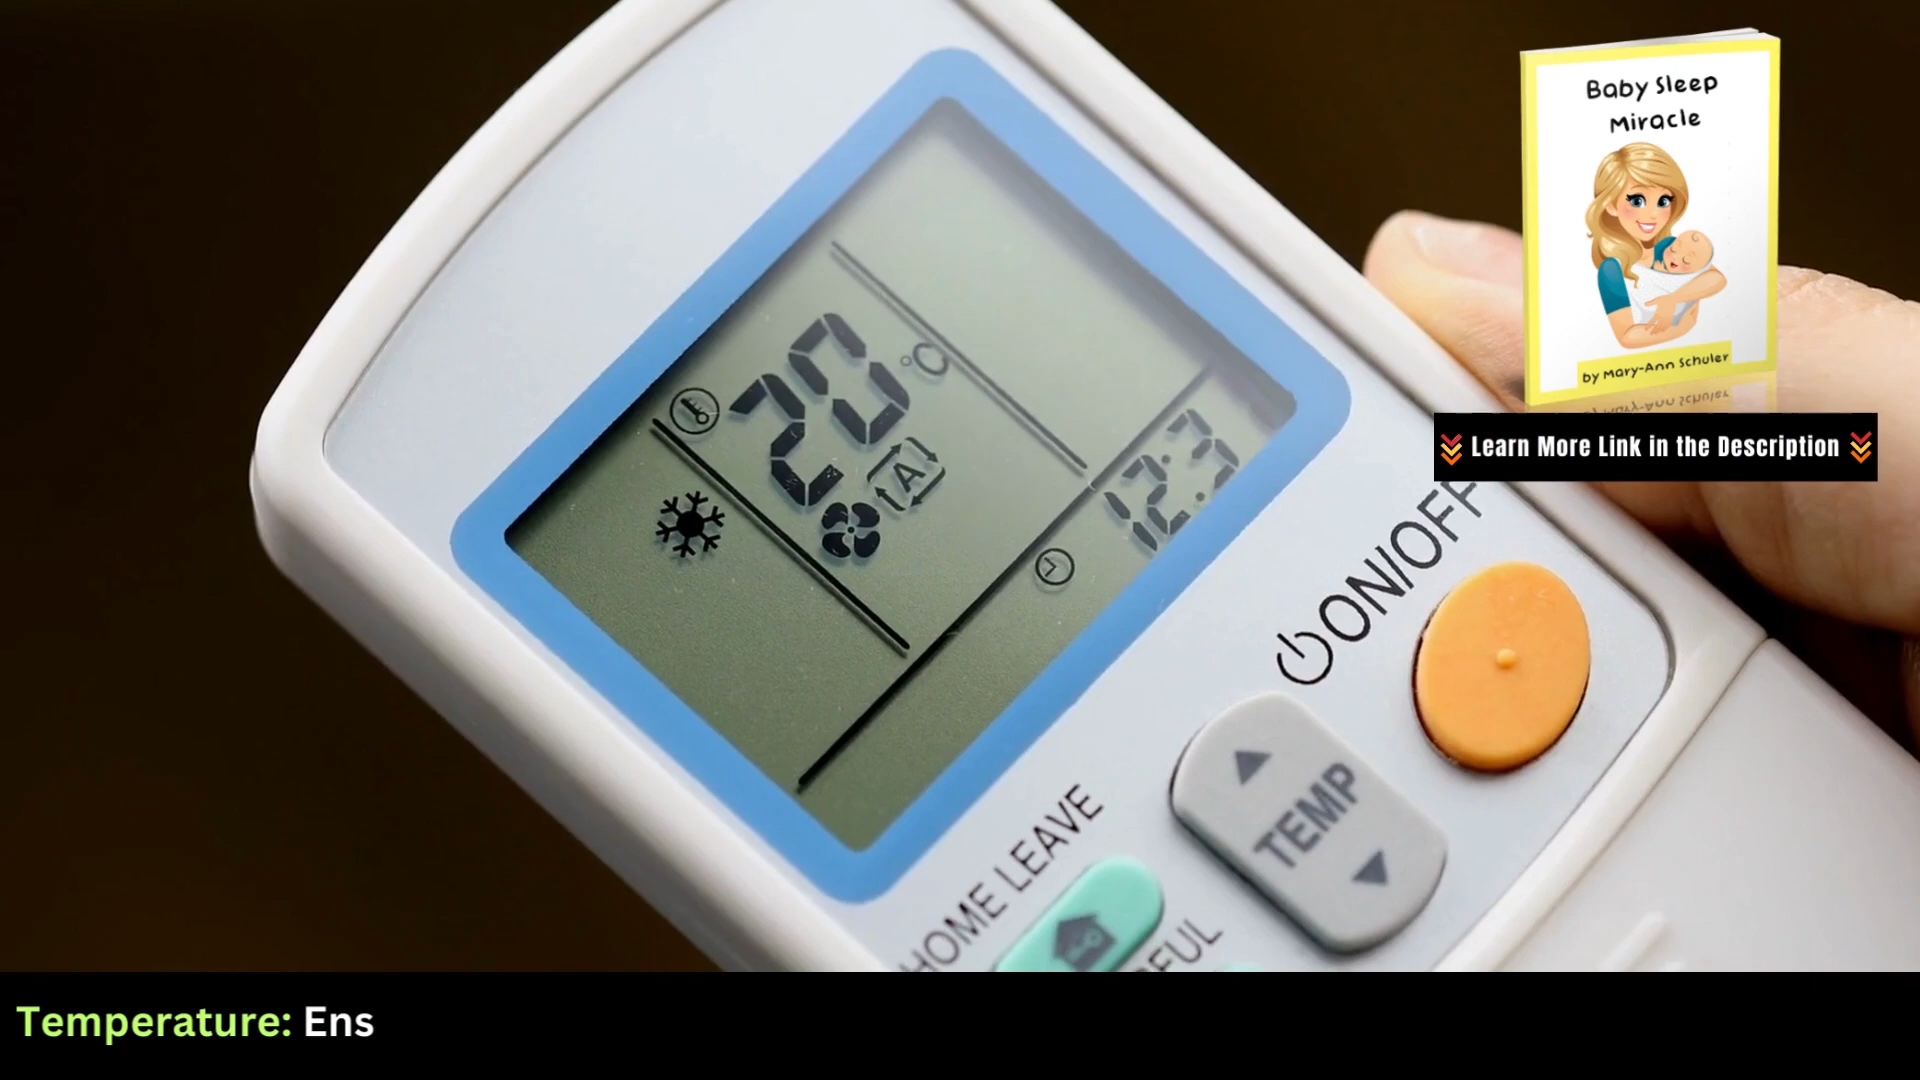 Baby Sleep
Miracle
by Mary-Ann Schuler
Learn More Link in the Description
20 °C
A
12:3
ON/OFF
TEMP
HOME LEAVE
Temperature: Ens